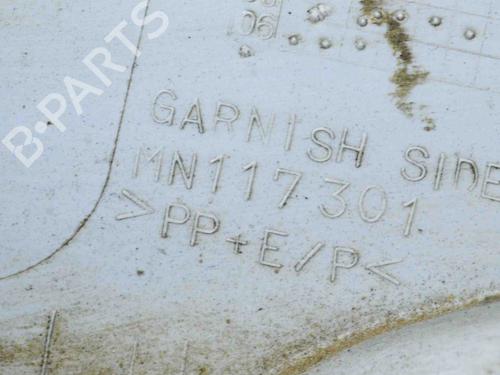 06
B-PARTS
GARNISH SIDE
MN117301
>PP+E/P<